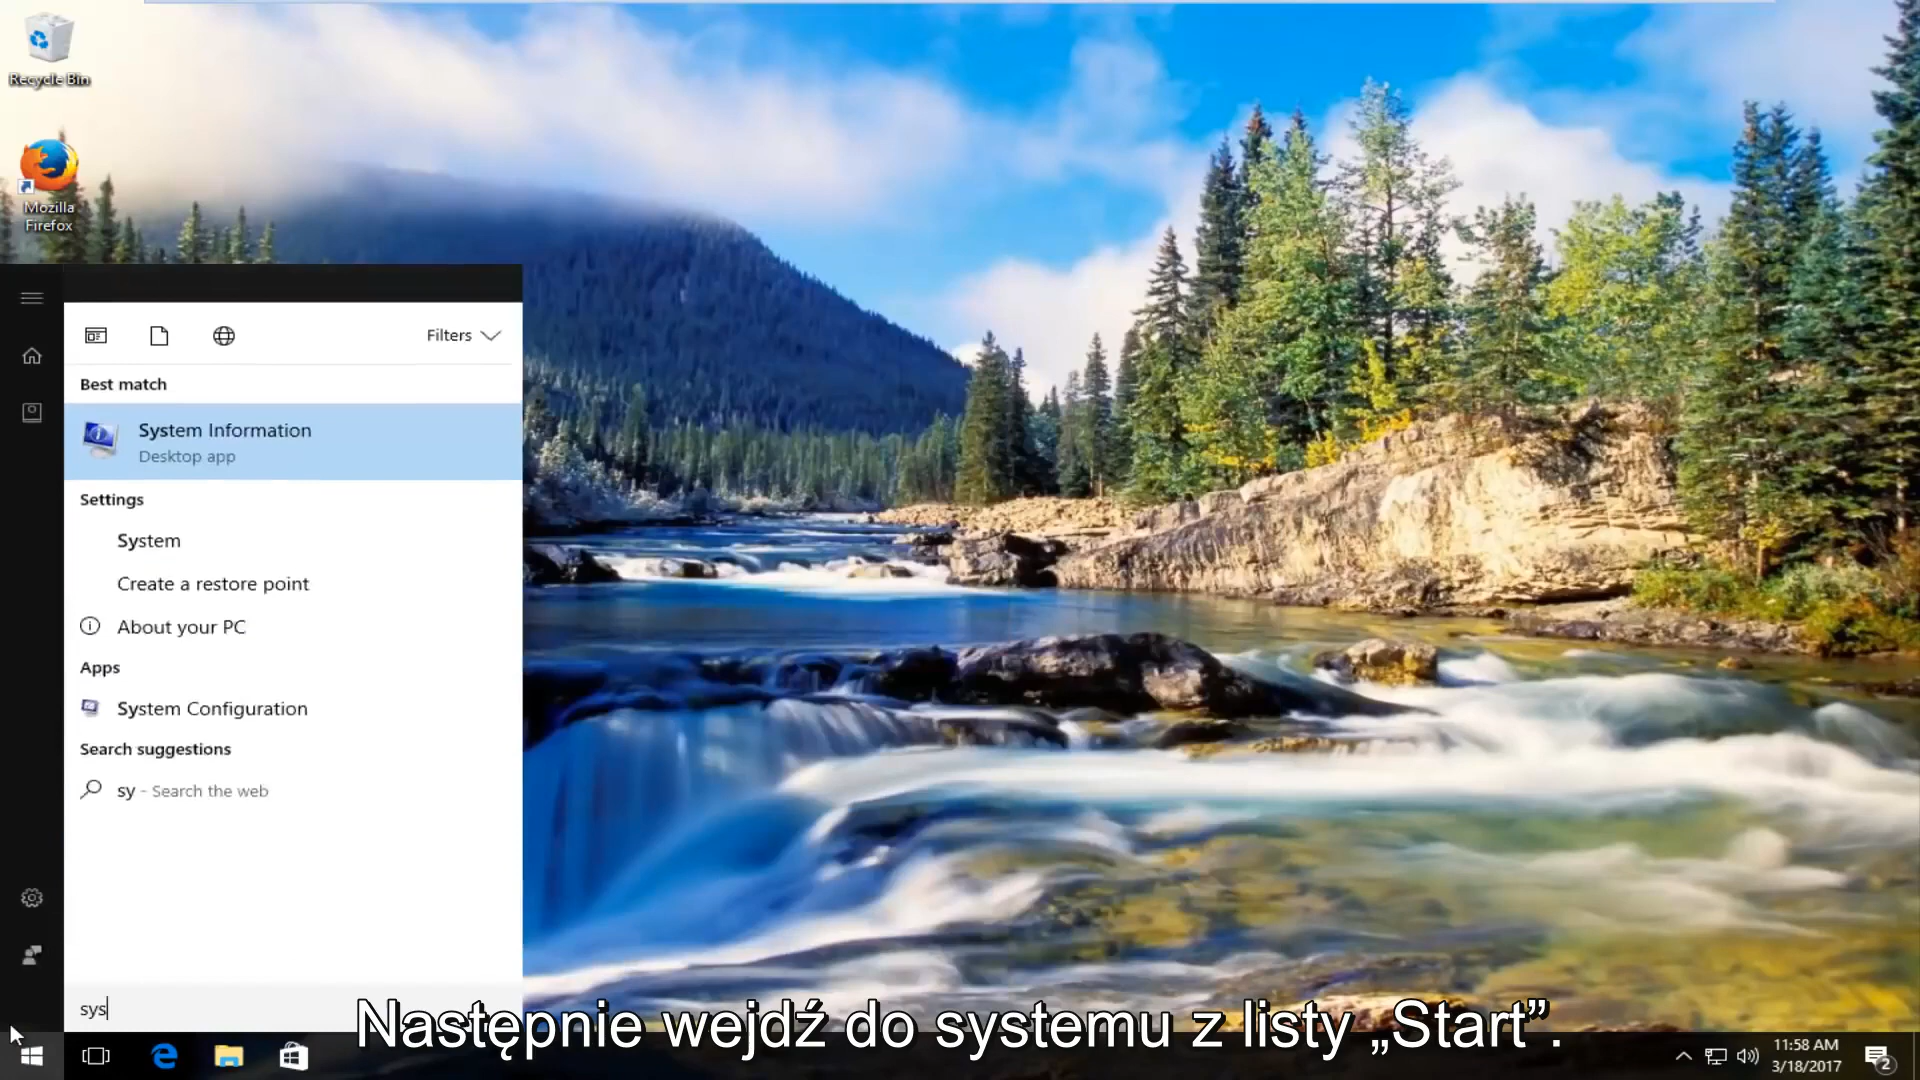 Recycle Bin
Mozilla
Firefox
Filters
Best match
System Information
Desktop app
Settings
System
Create a restore point
About your PC
Apps
System Configuration
Search suggestions
sy - Search the web
sys
Następnie wejdź do systemu z listy „Start”.
11:58 AM
3/18/2017
2